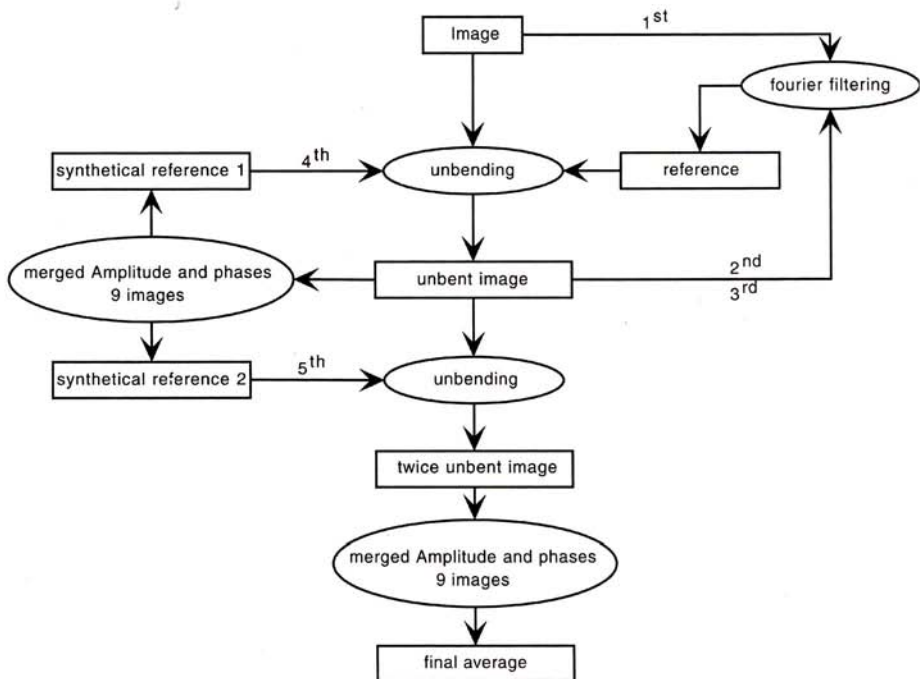 Image
1st
fourier filtering
synthetical reference 1
4th
unbending
reference
merged Amplitude and phases
9 images
unbent image
2nd
3rd
synthetical reference 2
5th
unbending
twice unbent image
merged Amplitude and phases
9 images
final average